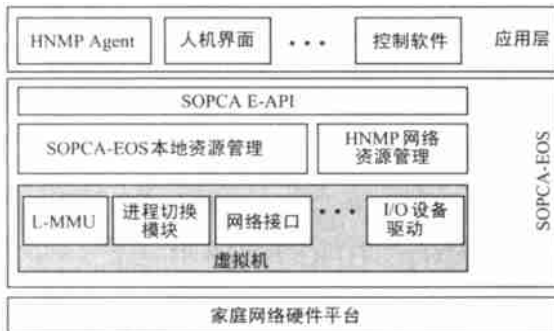 HNMP Agent 人机界面 • • • 控制软件 应用层
SOPCA E-API
SOPCA-EOS本地资源管理
HNMP网络
资源管理
SOPCA-EOS
L-MMU
进程切换
模块
网络接口
• • •
I/O设备
驱动
虚拟机
家庭网络硬件平台